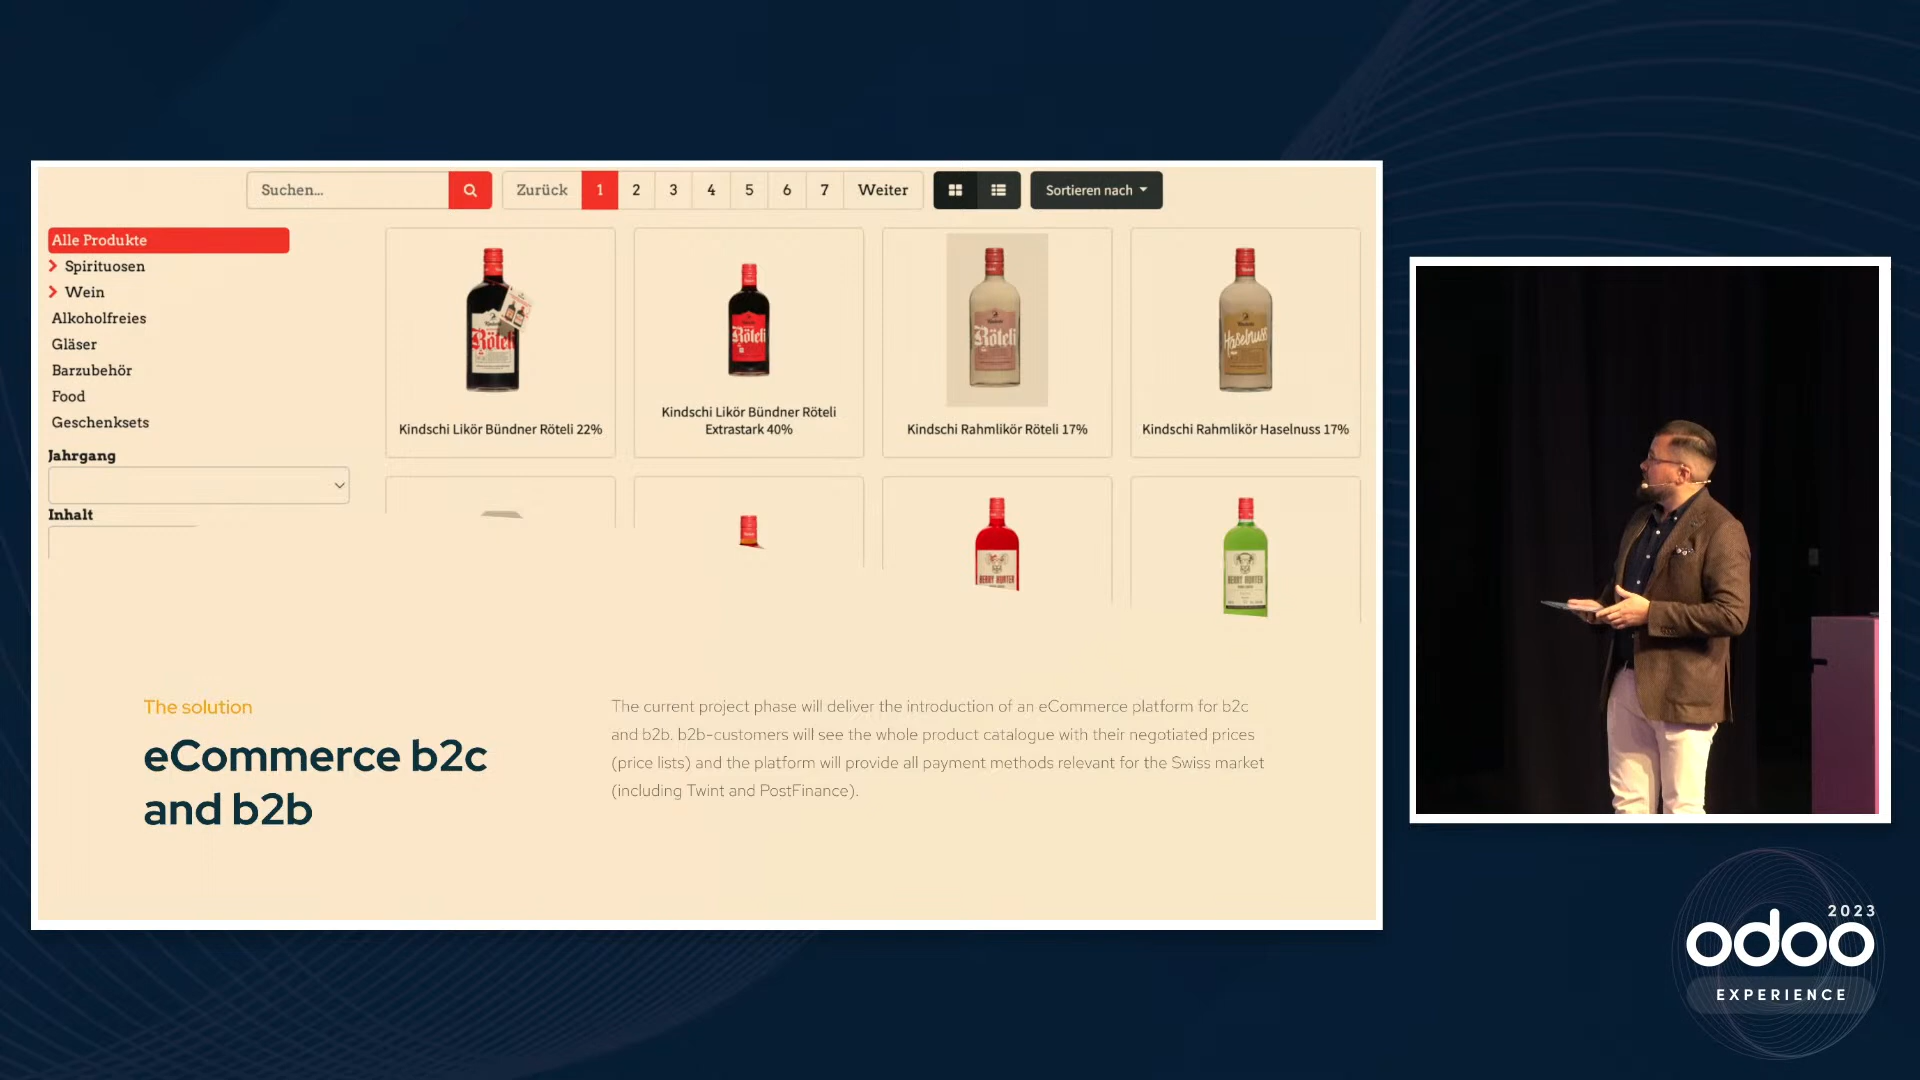 Suchen...
Zurück 1 2 3 4 5 6 7 Weiter
Sortieren nach
Alle Produkte
Spirituosen
Wein
Alkoholfreies
Gläser
Barzubehör
Food
Geschenksets
Jahrgang
Inhalt
Röteli
Kindschi Likör Bündner Röteli 22%
Röteli
Kindschi Likör Bündner Röteli
Extrastark 40%
Röteli
Kindschi Rahmlikör Röteli 17%
Haselnuss
Kindschi Rahmlikör Haselnuss 17%
BERRY HUNTER
BERRY HUNTER
The solution
eCommerce b2c
and b2b
The current project phase will deliver the introduction of an eCommerce platform for b2c
and b2b. b2b-customers will see the whole product catalogue with their negotiated prices
(price lists) and the platform will provide all payment methods relevant for the Swiss market
(including Twint and PostFinance).
2023
odoo
EXPERIENCE